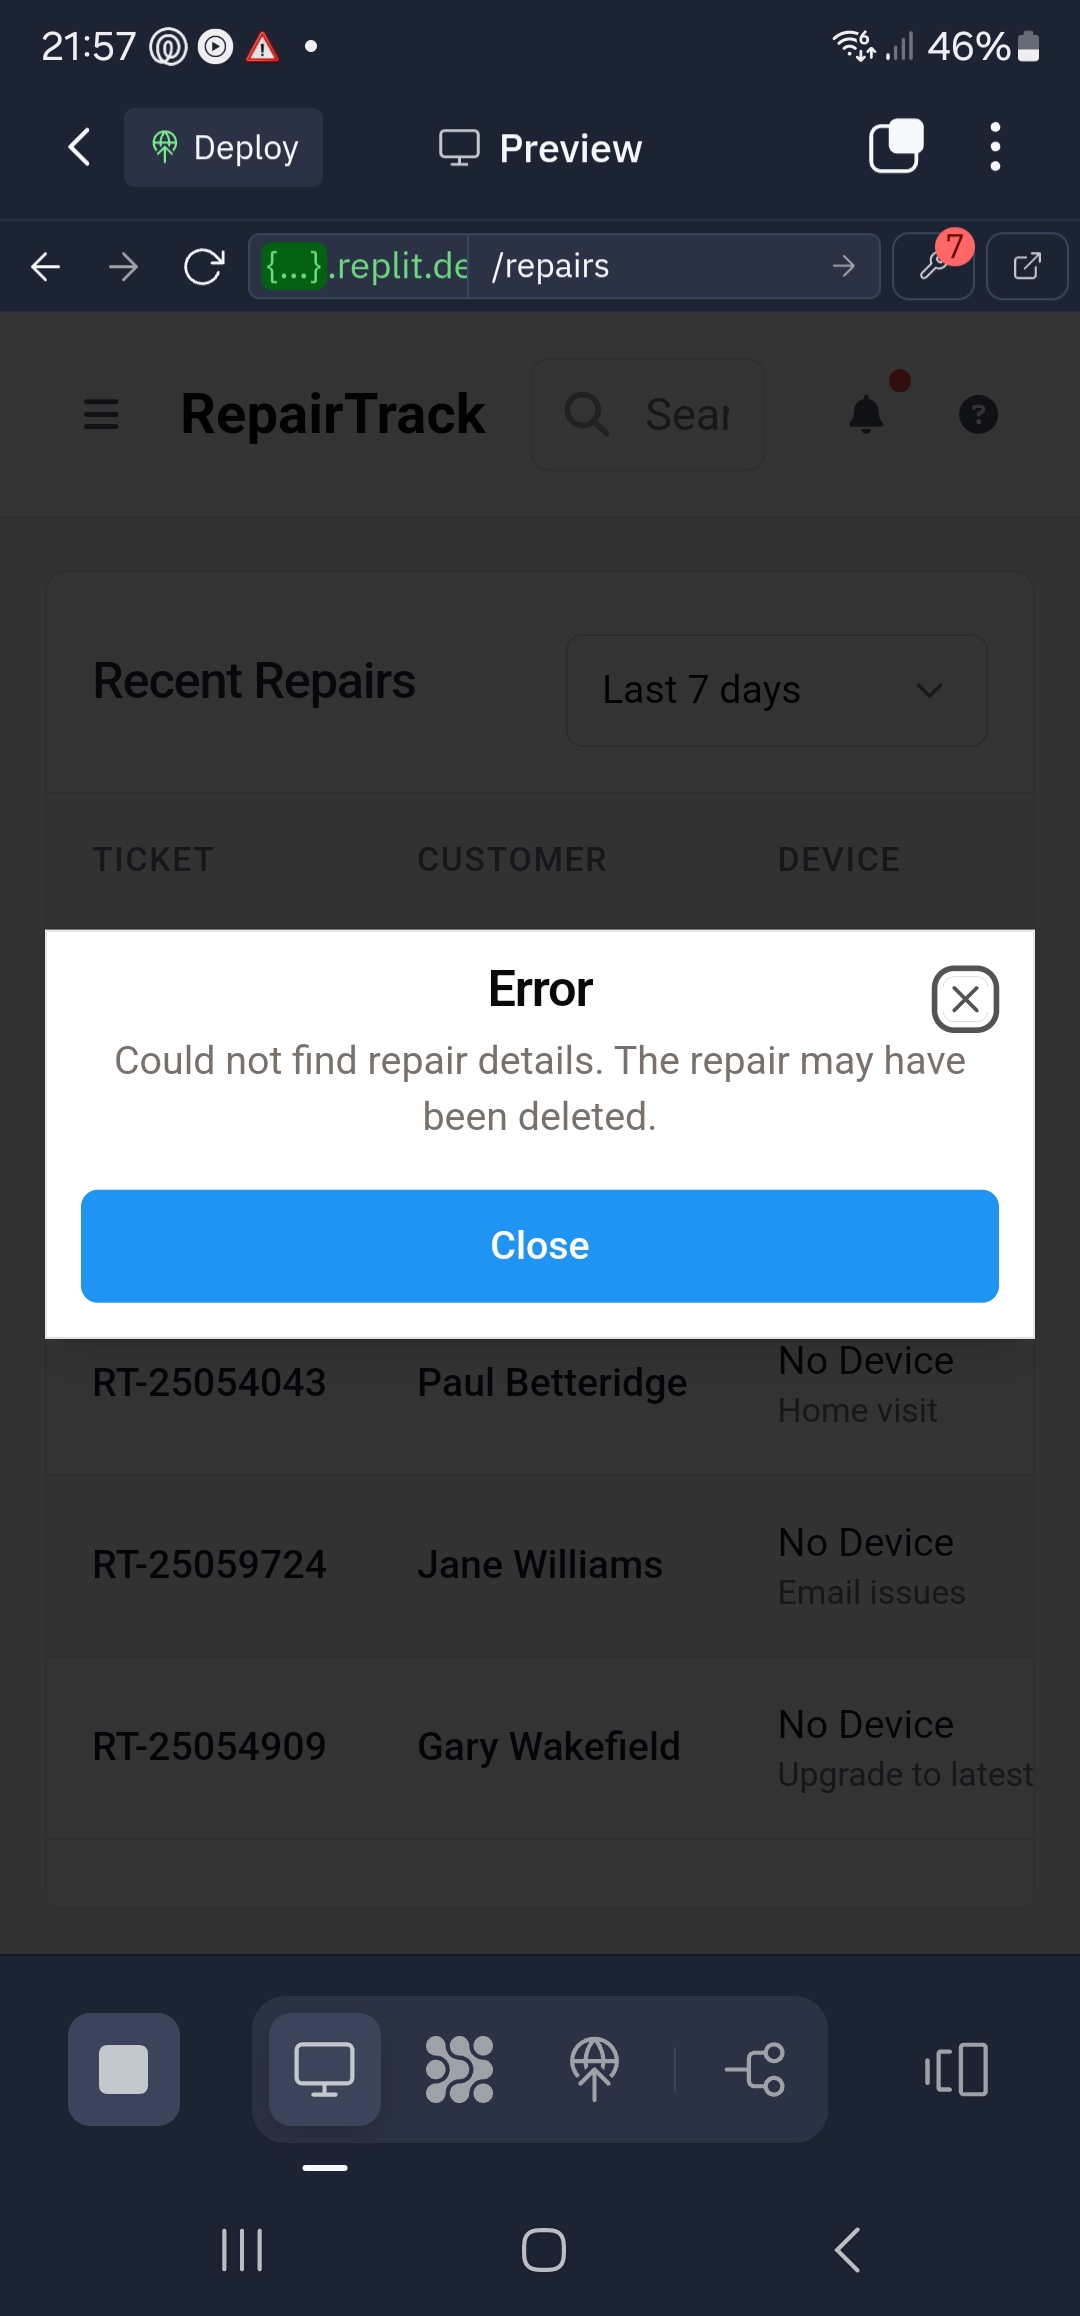 21:57
46%
Deploy
Preview
{...}.replit.de
/repairs
7
RepairTrack
Sear
Recent Repairs
Last 7 days
TICKET CUSTOMER DEVICE
Error
Could not find repair details. The repair may have
been deleted.
Close
RT-25054043 Paul Betteridge No Device
Home visit
RT-25059724 Jane Williams No Device
Email issues
RT-25054909 Gary Wakefield No Device
Upgrade to latest